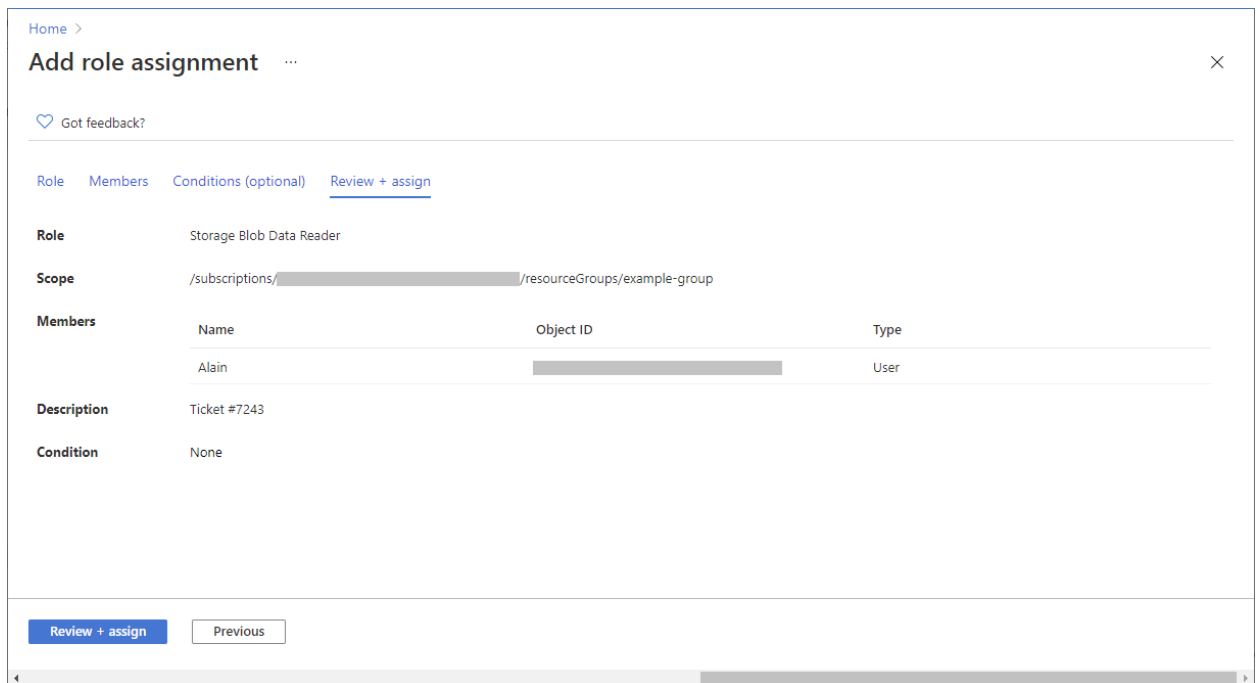 Home >
Add role assignment ...
Got feedback?
Role Members Conditions (optional) Review + assign
Role Storage Blob Data Reader
Scope /subscriptions/ /resourceGroups/example-group
Members
Name Object ID Type
Alain User
Description Ticket #7243
Condition None
Review + assign Previous